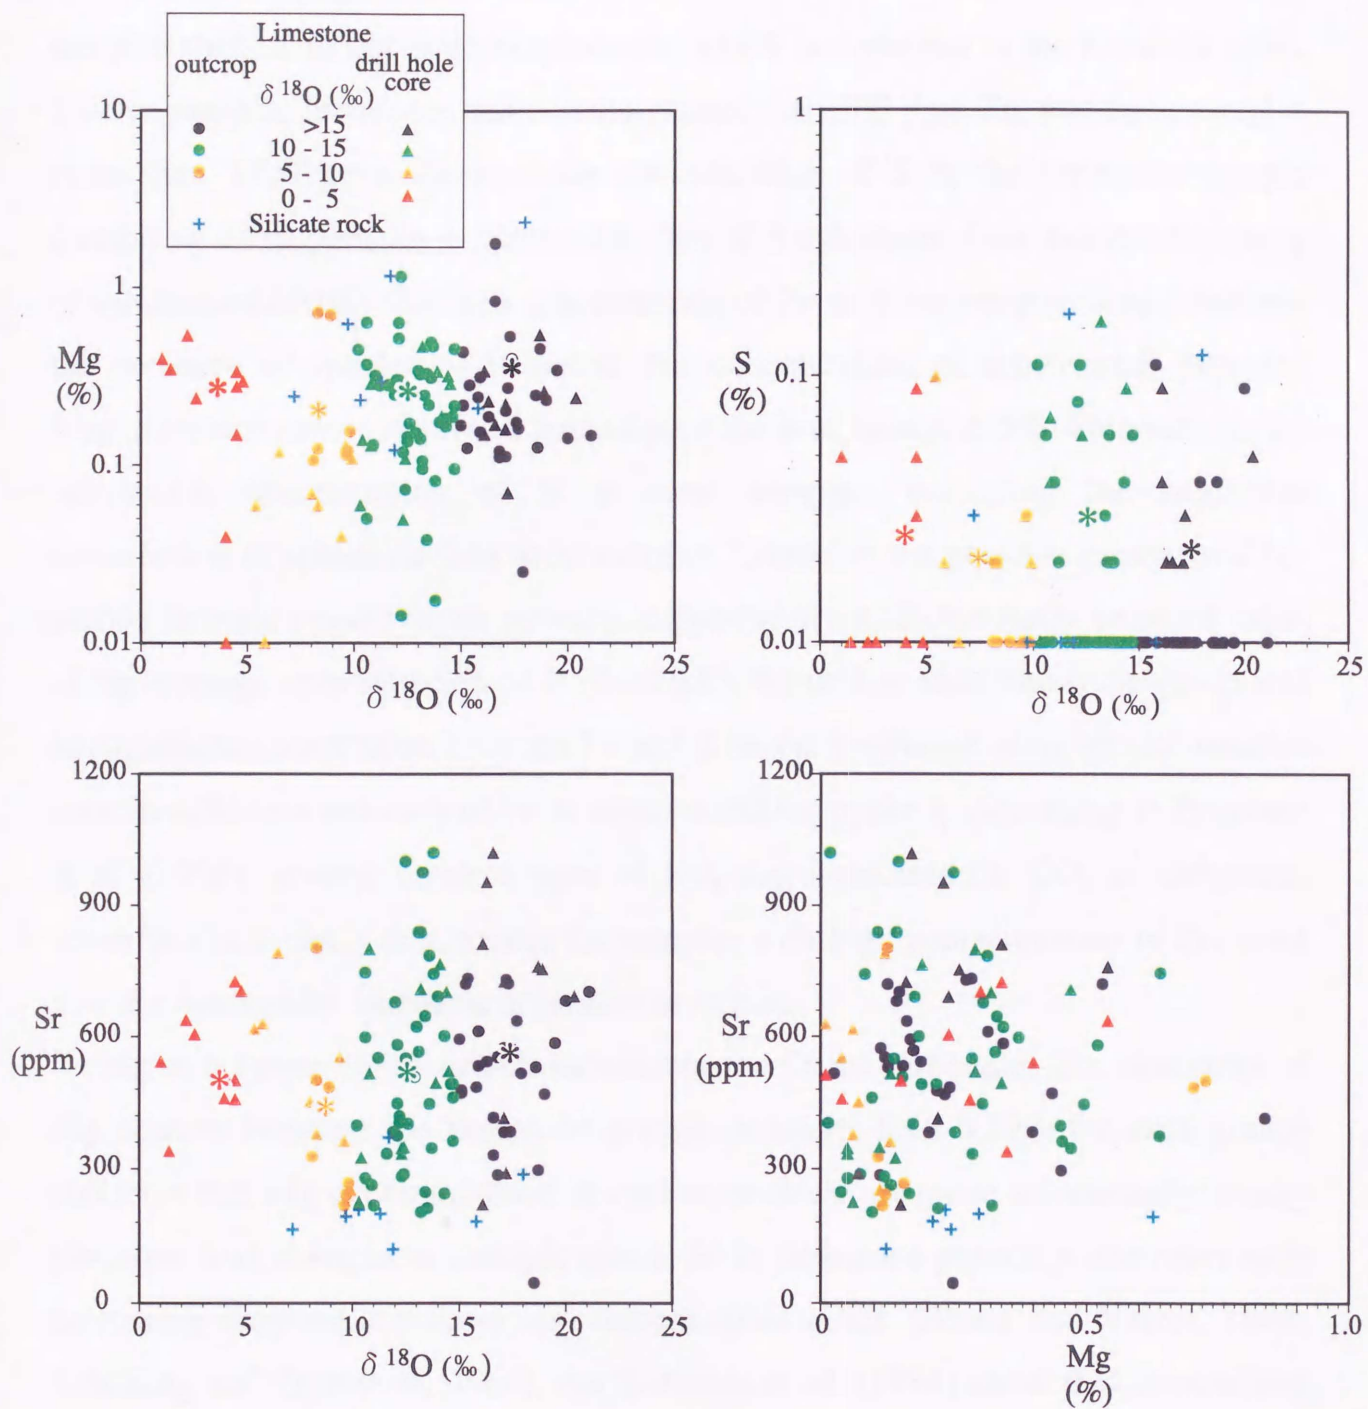 Limestone
outcrop drill hole core
δ 18O (‰)
>15
10 - 15
5 - 10
0 - 5
Silicate rock
10
1
0.1
0.01
Mg
(%)
0 5 10 15 20 25
δ 18O (‰)
1
0.1
0.01
S
(%)
0 5 10 15 20 25
δ 18O (‰)
1200
900
600
300
0
Sr
(ppm)
0 5 10 15 20 25
δ 18O (‰)
1200
900
600
300
0
Sr
(ppm)
0 0.5 1.0
Mg
(%)